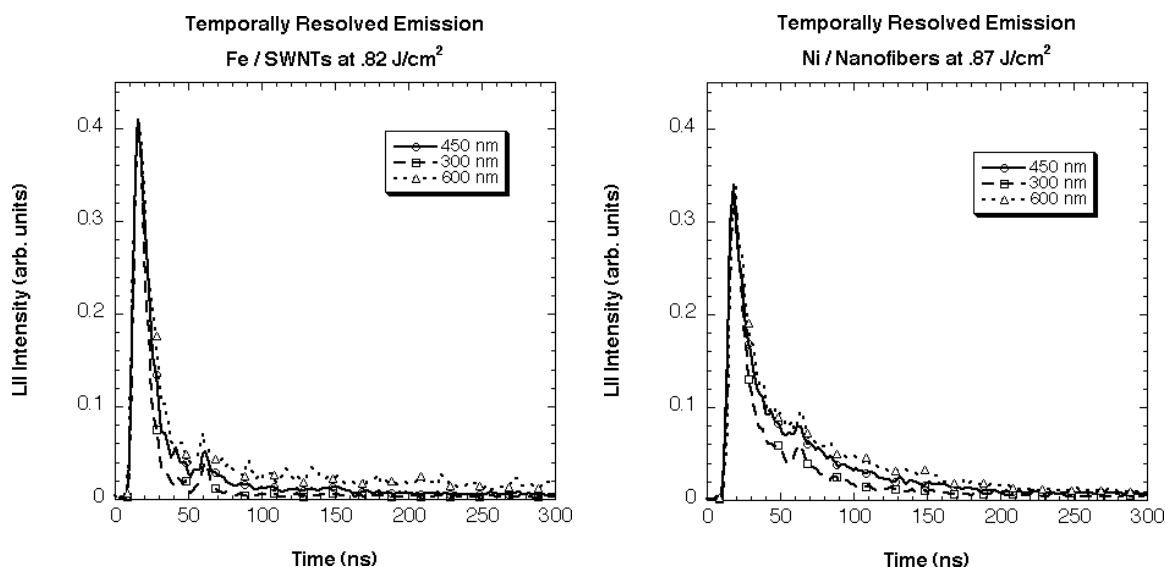 Temporally Resolved Emission
Fe / SWNTs at .82 J/cm²
LII Intensity (arb. units)
0.4
0.3
0.2
0.1
0
450 nm
300 nm
600 nm
0 50 100 150 200 250 300
Time (ns)
Temporally Resolved Emission
Ni / Nanofibers at .87 J/cm²
LII Intensity (arb. units)
0.4
0.3
0.2
0.1
0
450 nm
300 nm
600 nm
0 50 100 150 200 250 300
Time (ns)